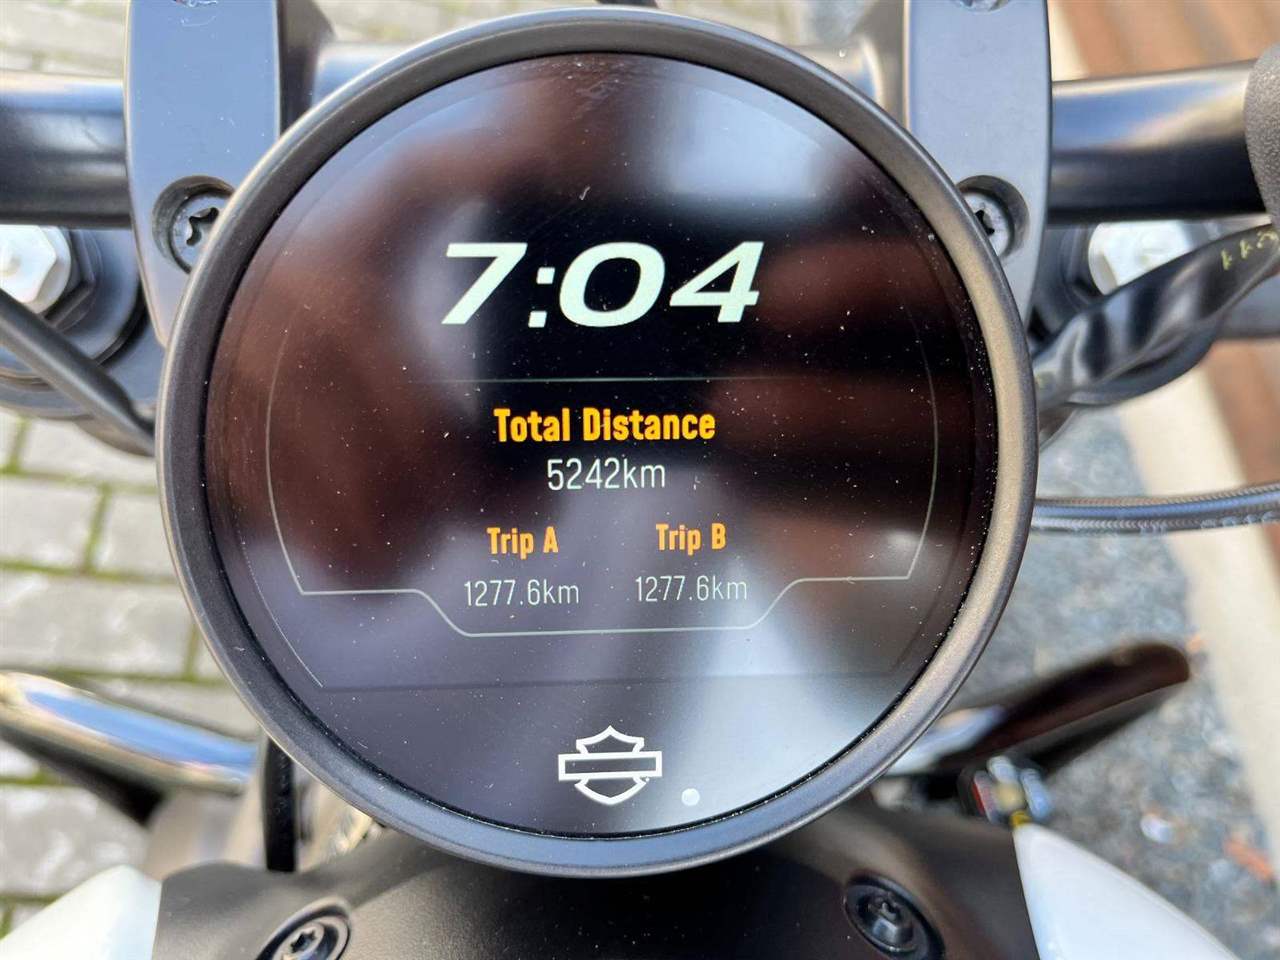 7:04
Total Distance
5242km
Trip A Trip B
1277.6km 1277.6km